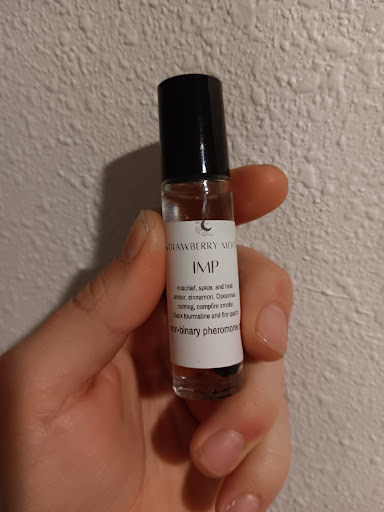 STRAWBERRY MOO
IMP
mischief, spice, and heat
amber, cinnamon, Opoponax
nutmeg, campfire smoke
black tourmaline and fire quartz
non-binary pheromone